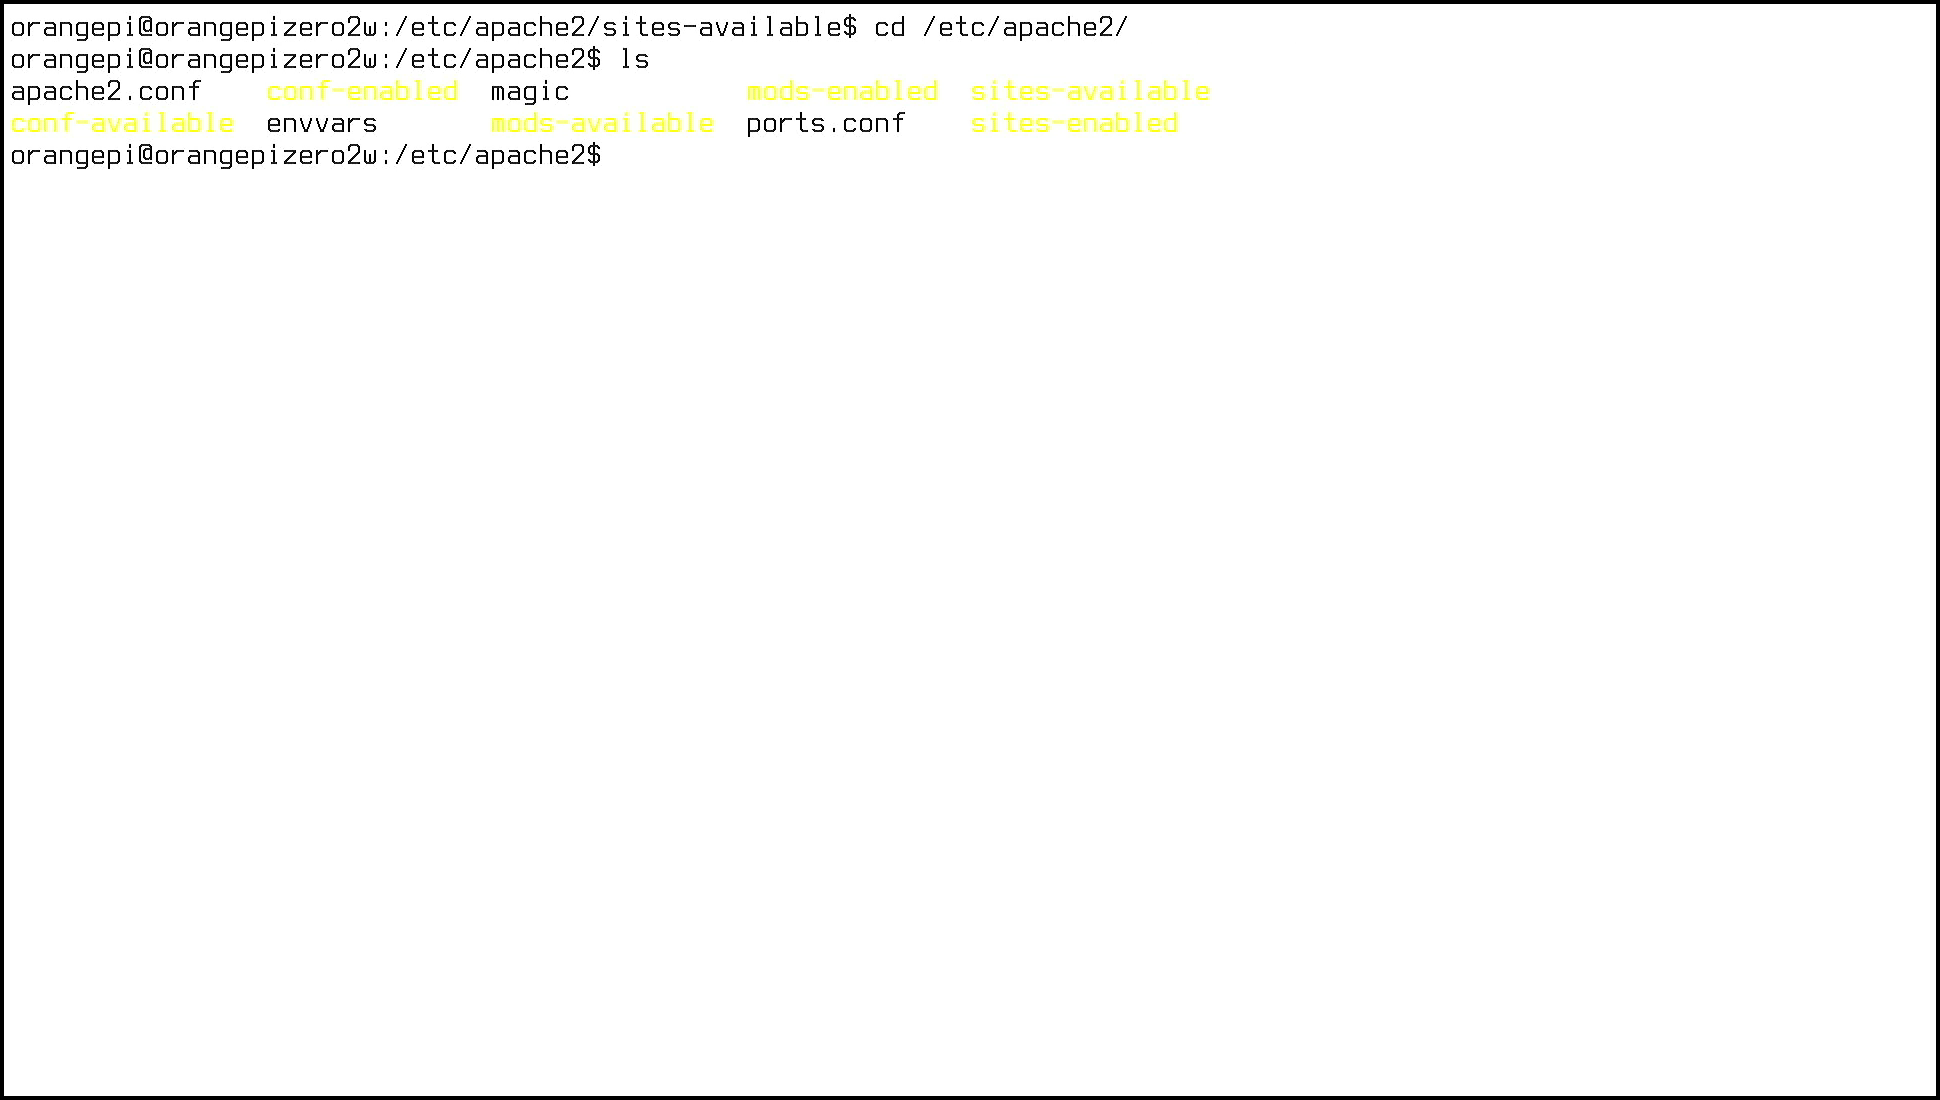 orangepi@orangepizero2w:/etc/apache2/sites-available$ cd /etc/apache2/
orangepi@orangepizero2w:/etc/apache2$ ls
apache2.conf    conf-enabled  magic           mods-enabled  sites-available
conf-available  envvars       mods-available  ports.conf    sites-enabled
orangepi@orangepizero2w:/etc/apache2$